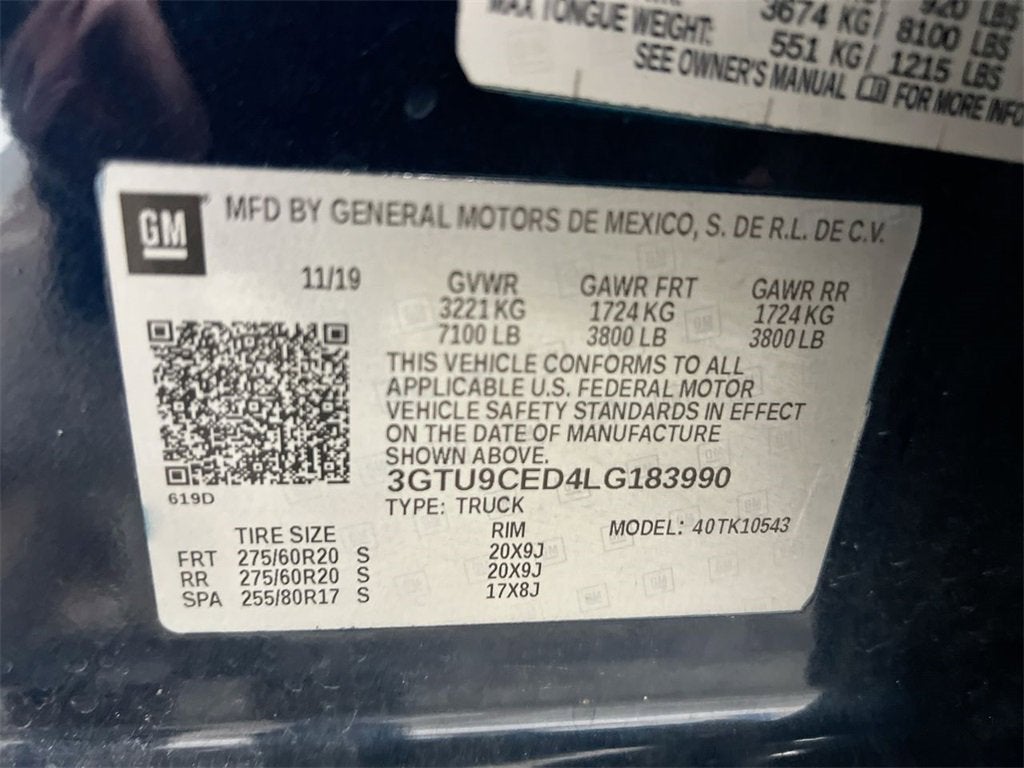 920 LBS
3674 KG/ 8100 LBS
MAX TONGUE WEIGHT: 551 KG/ 1215 LBS
SEE OWNER'S MANUAL FOR MORE INFO
GM
MFD BY GENERAL MOTORS DE MEXICO, S. DE R.L. DE C.V.
11/19 GVWR GAWR FRT GAWR RR
3221 KG 1724 KG 1724 KG
7100 LB 3800 LB 3800 LB
THIS VEHICLE CONFORMS TO ALL
APPLICABLE U.S. FEDERAL MOTOR
VEHICLE SAFETY STANDARDS IN EFFECT
ON THE DATE OF MANUFACTURE
SHOWN ABOVE.
3GTU9CED4LG183990
619D
TYPE: TRUCK
TIRE SIZE RIM MODEL: 40TK10543
FRT 275/60R20 S 20X9J
RR 275/60R20 S 20X9J
SPA 255/80R17 S 17X8J